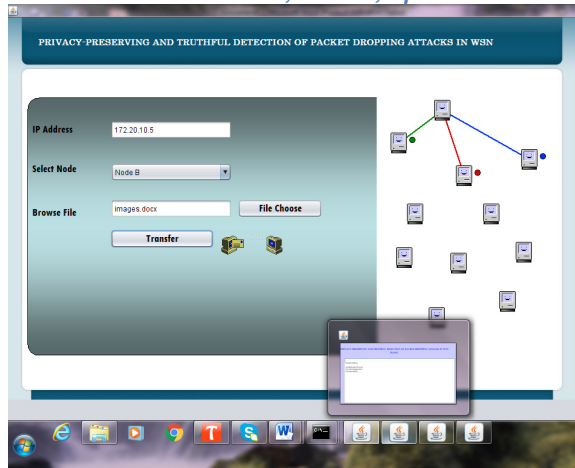 PRIVACY-PRESERVING AND TRUTHFUL DETECTION OF PACKET DROPPING ATTACKS IN WSN
IP Address
172.20.10.5
Select Node
Node B
Browse File
images.docx
File Choose
Transfer